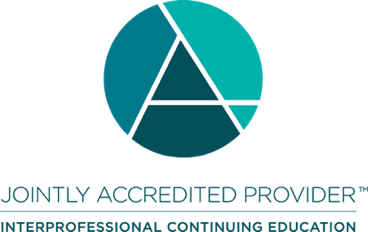 JOINTLY ACCREDITED PROVIDER™
INTERPROFESSIONAL CONTINUING EDUCATION